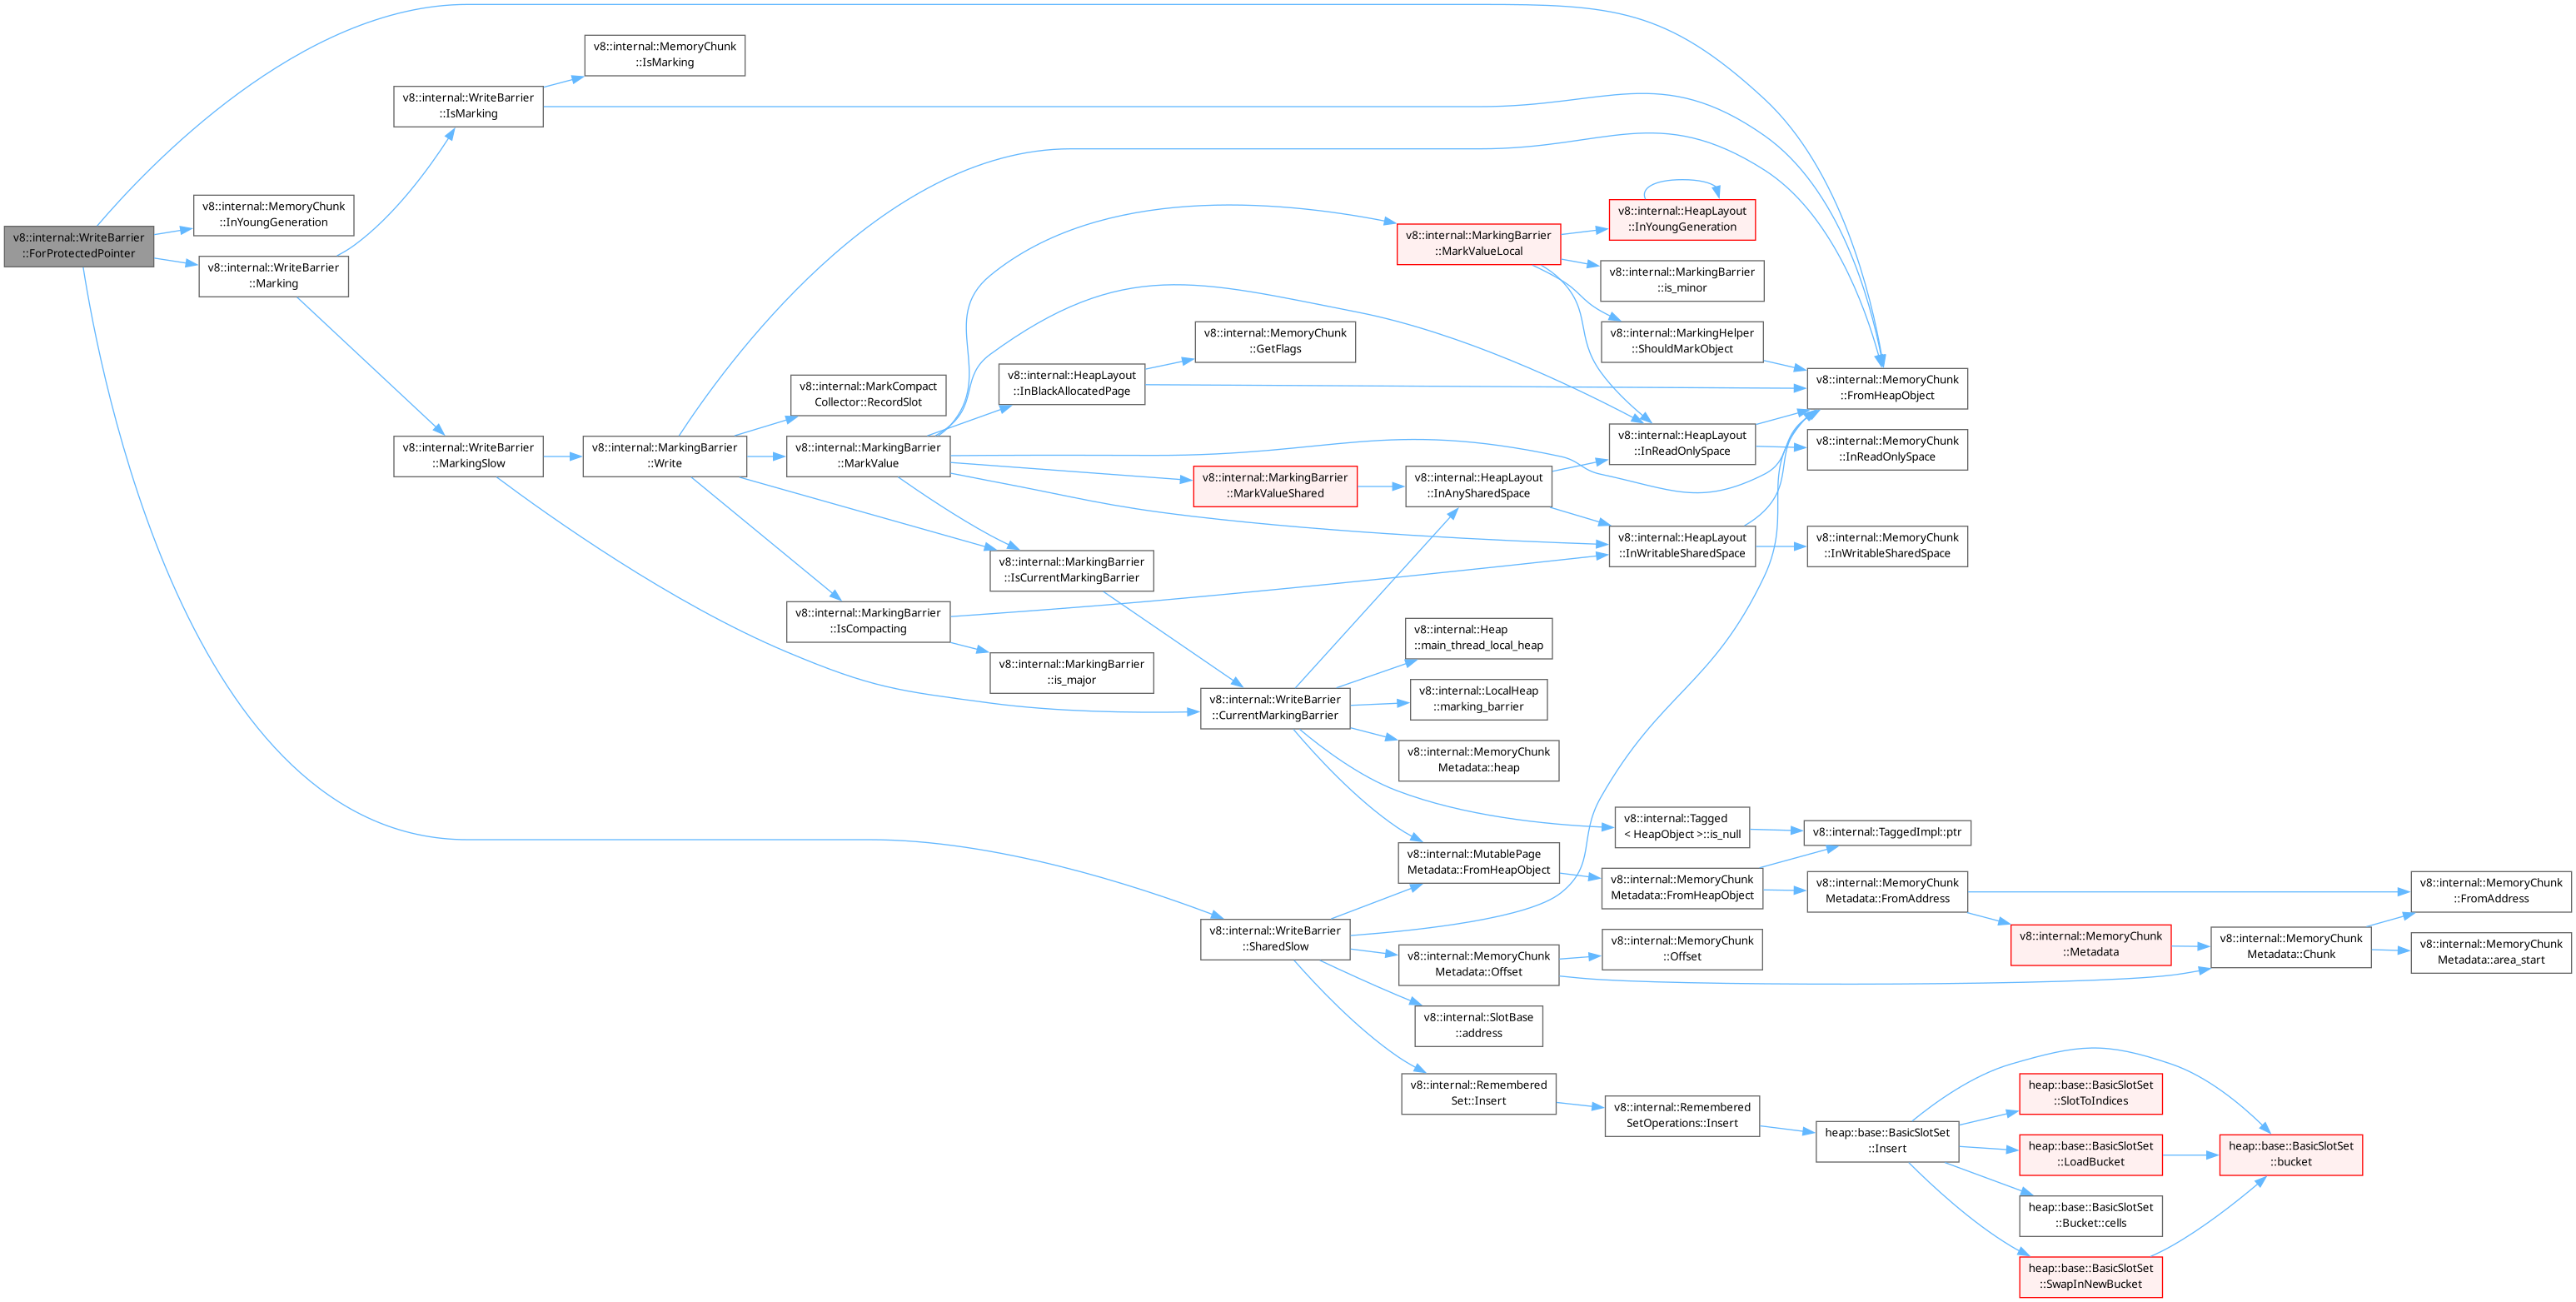 v8::internal::WriteBarrier
::ForProtectedPointer
v8::internal::MemoryChunk
::InYoungGeneration
v8::internal::WriteBarrier
::Marking
v8::internal::WriteBarrier
::IsMarking
v8::internal::WriteBarrier
::MarkingSlow
v8::internal::MemoryChunk
::IsMarking
v8::internal::MarkingBarrier
::Write
v8::internal::MarkCompact
Collector::RecordSlot
v8::internal::MarkingBarrier
::MarkValue
v8::internal::MarkingBarrier
::IsCompacting
v8::internal::HeapLayout
::InBlackAllocatedPage
v8::internal::MarkingBarrier
::IsCurrentMarkingBarrier
v8::internal::MarkingBarrier
::is_major
v8::internal::MemoryChunk
::GetFlags
v8::internal::MarkingBarrier
::MarkValueShared
v8::internal::WriteBarrier
::CurrentMarkingBarrier
v8::internal::WriteBarrier
::SharedSlow
v8::internal::MarkingBarrier
::MarkValueLocal
v8::internal::HeapLayout
::InAnySharedSpace
v8::internal::Heap
::main_thread_local_heap
v8::internal::LocalHeap
::marking_barrier
v8::internal::MemoryChunk
Metadata::heap
v8::internal::MutablePage
Metadata::FromHeapObject
v8::internal::MemoryChunk
Metadata::Offset
v8::internal::SlotBase
::address
v8::internal::Remembered
Set::Insert
v8::internal::HeapLayout
::InYoungGeneration
v8::internal::MarkingBarrier
::is_minor
v8::internal::MarkingHelper
::ShouldMarkObject
v8::internal::HeapLayout
::InReadOnlySpace
v8::internal::HeapLayout
::InWritableSharedSpace
v8::internal::Tagged
< HeapObject >::is_null
v8::internal::MemoryChunk
Metadata::FromHeapObject
v8::internal::MemoryChunk
::Offset
v8::internal::Remembered
SetOperations::Insert
v8::internal::MemoryChunk
::FromHeapObject
v8::internal::MemoryChunk
::InReadOnlySpace
v8::internal::MemoryChunk
::InWritableSharedSpace
v8::internal::TaggedImpl::ptr
v8::internal::MemoryChunk
Metadata::FromAddress
heap::base::BasicSlotSet
::Insert
v8::internal::MemoryChunk
::Metadata
heap::base::BasicSlotSet
::SlotToIndices
heap::base::BasicSlotSet
::LoadBucket
heap::base::BasicSlotSet
::Bucket::cells
heap::base::BasicSlotSet
::SwapInNewBucket
v8::internal::MemoryChunk
Metadata::Chunk
heap::base::BasicSlotSet
::bucket
v8::internal::MemoryChunk
::FromAddress
v8::internal::MemoryChunk
Metadata::area_start